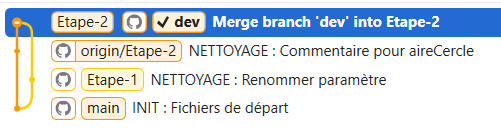 Etape-2 dev Merge branch 'dev' into Etape-2
origin/Etape-2 NETTOYAGE : Commentaire pour aireCercle
Etape-1 NETTOYAGE : Renommer paramètre
main INIT : Fichiers de départ